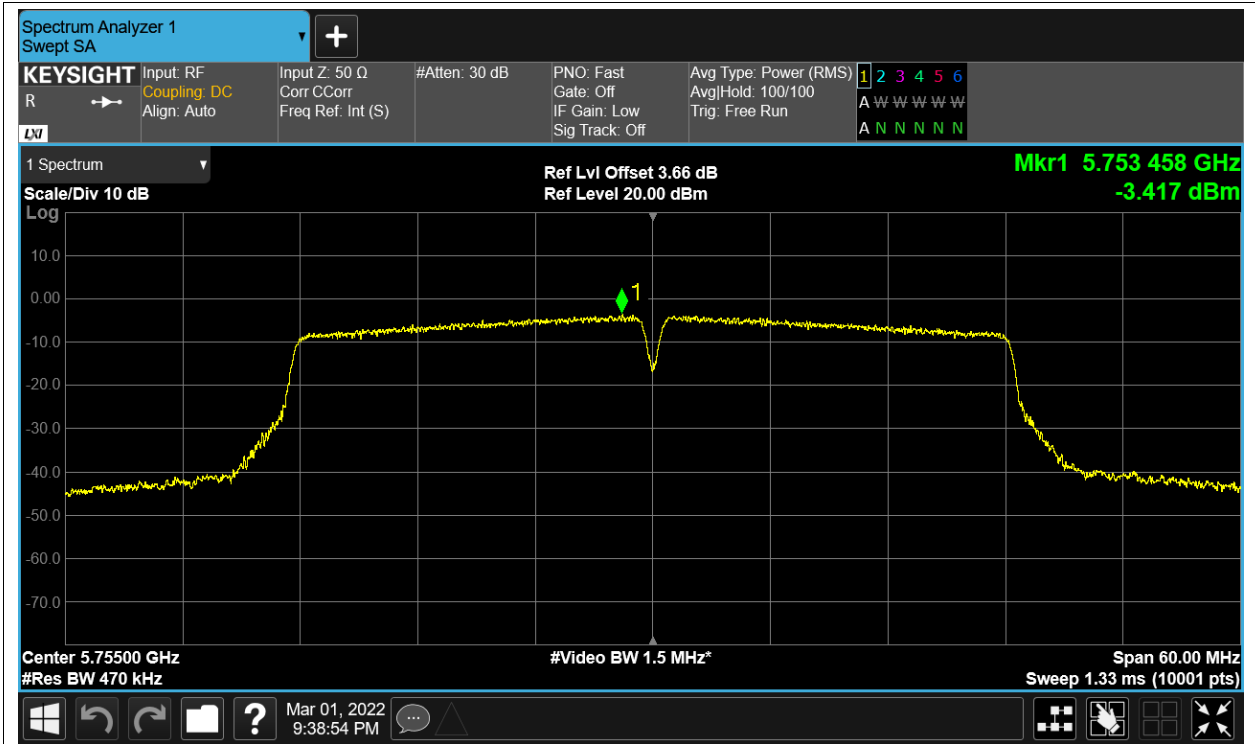 Spectrum Analyzer 1
Swept SA
KEYSIGHT
R
LXI
Input: RF
Coupling: DC
Align: Auto
Input Z: 50 Ω
Corr CCorr
Freq Ref: Int (S)
#Atten: 30 dB
PNO: Fast
Gate: Off
IF Gain: Low
Sig Track: Off
Avg Type: Power (RMS)
Avg|Hold: 100/100
Trig: Free Run
1 2 3 4 5 6
A W W W W W
A N N N N N
1 Spectrum
Scale/Div 10 dB
Log
Ref Lvl Offset 3.66 dB
Ref Level 20.00 dBm
Mkr1 5.753 458 GHz
-3.417 dBm
10.0
0.00
-10.0
-20.0
-30.0
-40.0
-50.0
-60.0
-70.0
1
Center 5.75500 GHz
#Res BW 470 kHz
#Video BW 1.5 MHz*
Span 60.00 MHz
Sweep 1.33 ms (10001 pts)
?
Mar 01, 2022
9:38:54 PM